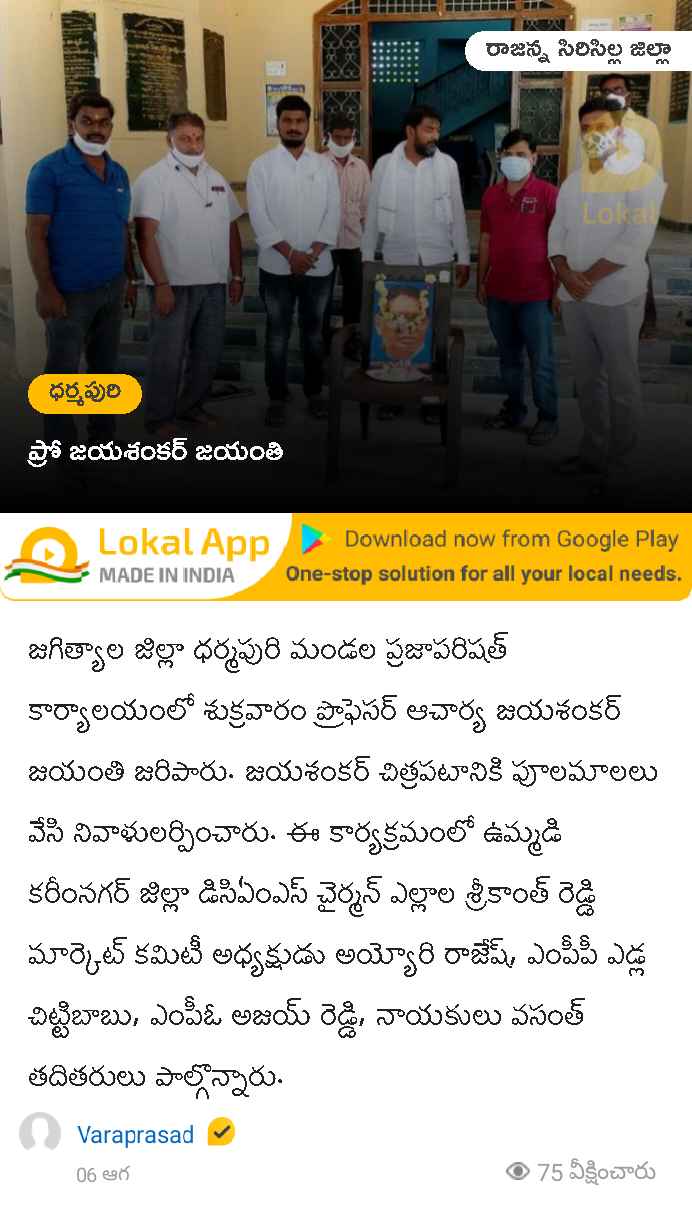 రాజన్న సిరిసిల్ల జిల్లా
Lokal
ధర్మపురి
ప్రో జయశంకర్ జయంతి
Lokal App
MADE IN INDIA
Download now from Google Play
One-stop solution for all your local needs.
జగిత్యాల జిల్లా ధర్మపురి మండల ప్రజాపరిషత్
కార్యాలయంలో శుక్రవారం ప్రొఫెసర్ ఆచార్య జయశంకర్
జయంతి జరిపారు. జయశంకర్ చిత్రపటానికి పూలమాలలు
వేసి నివాళులర్పించారు. ఈ కార్యక్రమంలో ఉమ్మడి
కరీంనగర్ జిల్లా డిసిఏంఎస్ చైర్మన్ ఎల్లాల శ్రీకాంత్ రెడ్డి
మార్కెట్ కమిటీ అధ్యక్షుడు అయ్యోరి రాజేష్, ఎంపీపీ ఎడ్ల
చిట్టిబాబు, ఎంపీఓ అజయ్ రెడ్డి, నాయకులు వసంత్
తదితరులు పాల్గొన్నారు.
Varaprasad
06 ఆగ
75 వీక్షించారు